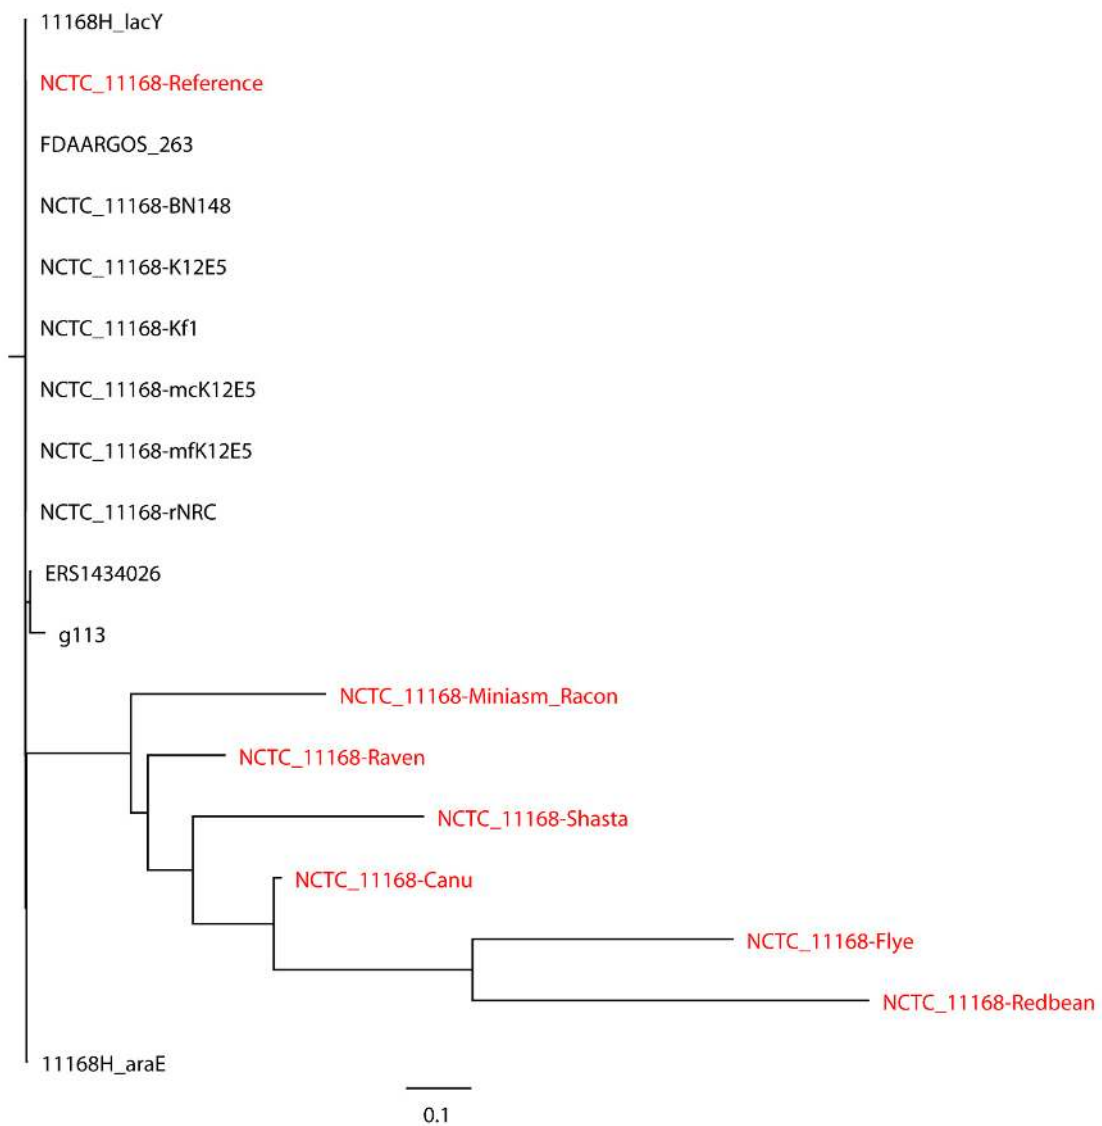 11168H_lacY
NCTC_11168-Reference
FDAARGOS_263
NCTC_11168-BN148
NCTC_11168-K12E5
NCTC_11168-Kf1
NCTC_11168-mcK12E5
NCTC_11168-mfK12E5
NCTC_11168-rNRC
ERS1434026
g113
NCTC_11168-Miniasm_Racon
NCTC_11168-Raven
NCTC_11168-Shasta
NCTC_11168-Canu
NCTC_11168-Flye
NCTC_11168-Redbean
11168H_araE
0.1